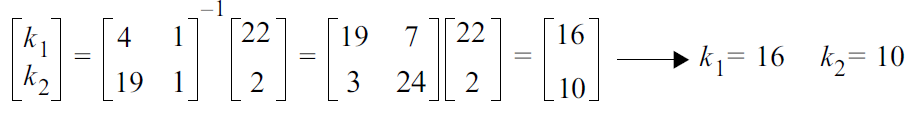 [k₁ k₂] = [4 1 19 1]⁻¹ [22 2] = [19 7 3 24] [22 2] = [16 10] ⟶ k₁= 16 k₂= 10